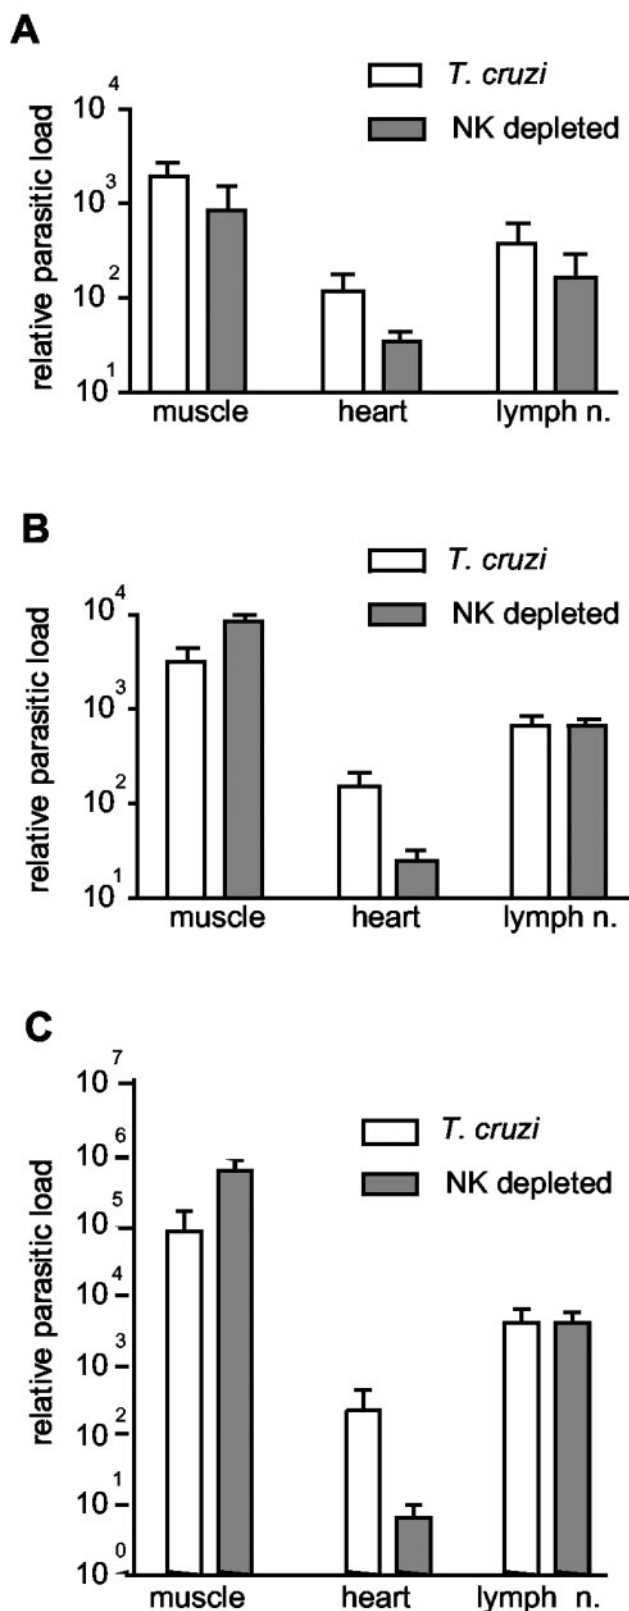 A
T. cruzi
NK depleted
relative parasitic load
10 4
10 3
10 2
10 1
muscle heart lymph n.
B
T. cruzi
NK depleted
relative parasitic load
10 4
10 3
10 2
10 1
muscle heart lymph n.
C
T. cruzi
NK depleted
relative parasitic load
10 7
10 6
10 5
10 4
10 3
10 2
10 1
10 0
muscle heart lymph n.